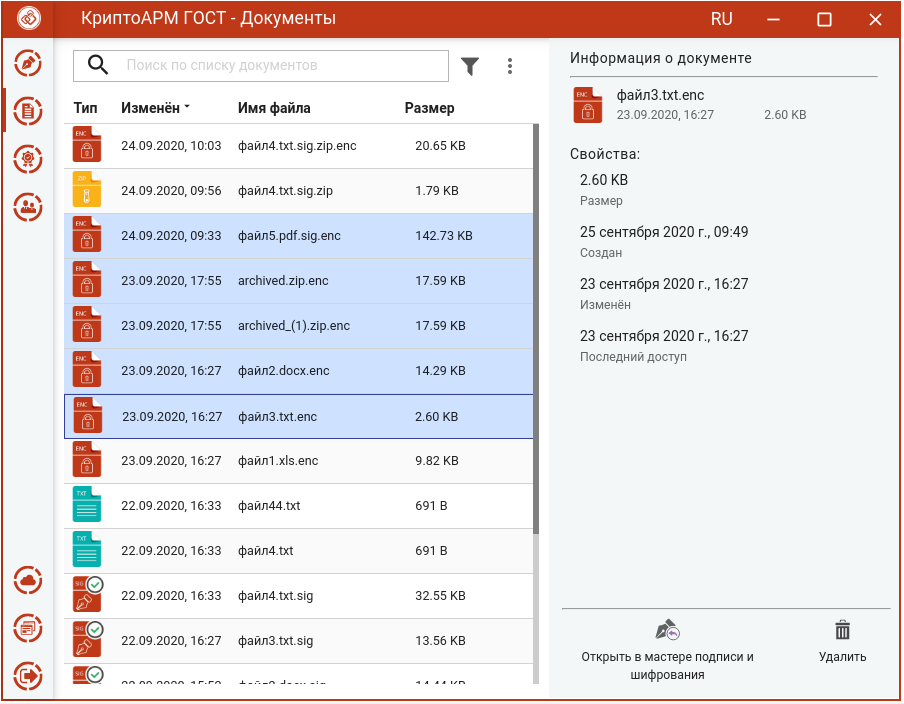 КриптоАРМ ГОСТ - Документы
RU
Поиск по списку документов
Тип Изменён Имя файла Размер
ENC 24.09.2020, 10:03 файл4.txt.sig.zip.enc 20.65 KB
ZIP 24.09.2020, 09:56 файл4.txt.sig.zip 1.79 KB
ENC 24.09.2020, 09:33 файл5.pdf.sig.enc 142.73 KB
ENC 23.09.2020, 17:55 archived.zip.enc 17.59 KB
ENC 23.09.2020, 17:55 archived_(1).zip.enc 17.59 KB
ENC 23.09.2020, 16:27 файл2.docx.enc 14.29 KB
ENC 23.09.2020, 16:27 файл3.txt.enc 2.60 KB
ENC 23.09.2020, 16:27 файл1.xls.enc 9.82 KB
TXT 22.09.2020, 16:33 файл44.txt 691 B
TXT 22.09.2020, 16:33 файл4.txt 691 B
SIG 22.09.2020, 16:33 файл4.txt.sig 32.55 KB
SIG 22.09.2020, 16:27 файл3.txt.sig 13.56 KB
SIG
Информация о документе
ENC файл3.txt.enc
23.09.2020, 16:27 2.60 KB
Свойства:
2.60 KB
Размер
25 сентября 2020 г., 09:49
Создан
23 сентября 2020 г., 16:27
Изменён
23 сентября 2020 г., 16:27
Последний доступ
Открыть в мастере подписи и
шифрования
Удалить